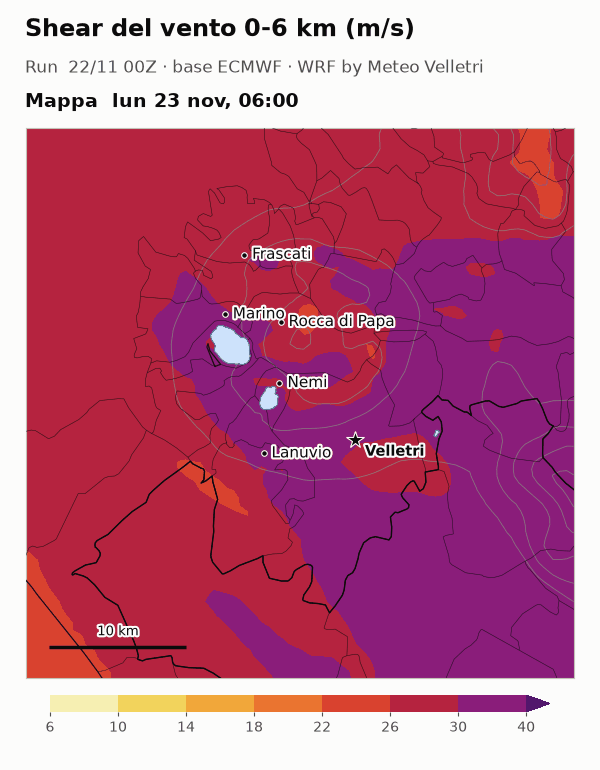 Shear del vento 0-6 km (m/s)
Run  22/11 00Z · base ECMWF · WRF by Meteo Velletri
Mappa  lun 23 nov, 06:00
Frascati
Marino
Rocca di Papa
Nemi
Velletri
Lanuvio
10 km
6 10 14 18 22 26 30 40